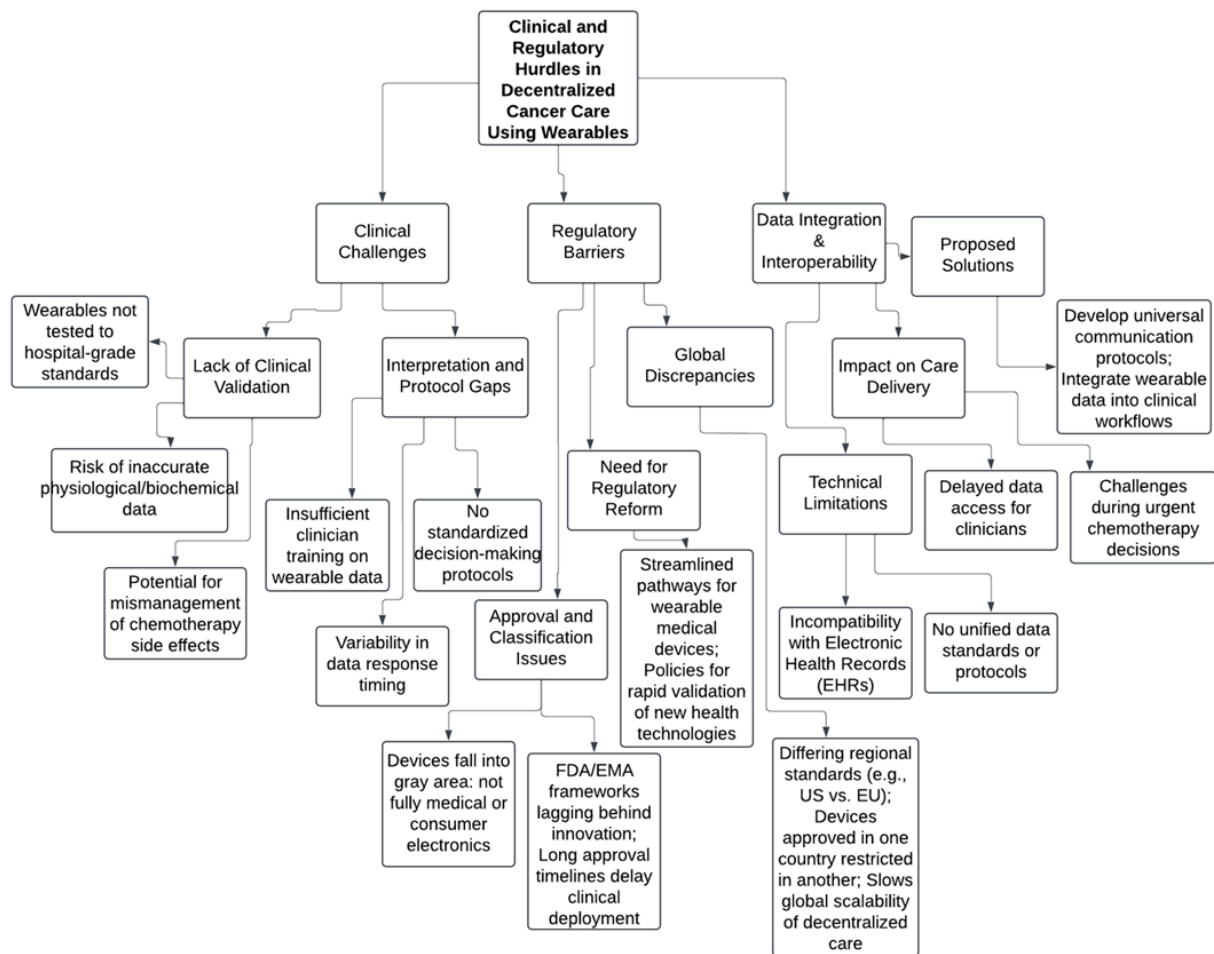 Clinical and
Regulatory
Hurdles in
Decentralized
Cancer Care
Using Wearables
Clinical
Challenges
Regulatory
Barriers
Data Integration
&
Interoperability
Proposed
Solutions
Wearables not
tested to
hospital-grade
standards
Lack of Clinical
Validation
Interpretation and
Protocol Gaps
Global
Discrepancies
Impact on Care
Delivery
Develop universal
communication
protocols;
Integrate wearable
data into clinical
workflows
Risk of inaccurate
physiological/biochemical
data
Insufficient
clinician
training on
wearable data
No
standardized
decision-making
protocols
Need for
Regulatory
Reform
Technical
Limitations
Delayed data
access for
clinicians
Challenges
during urgent
chemotherapy
decisions
Potential for
mismanagement
of chemotherapy
side effects
Variability in
data response
timing
Approval and
Classification
Issues
Streamlined
pathways for
wearable
medical
devices;
Policies for
rapid validation
of new health
technologies
Incompatibility with
Electronic
Health Records
(EHRs)
No unified data
standards or
protocols
Devices fall into
gray area: not
fully medical or
consumer
electronics
FDA/EMA
frameworks
lagging behind
innovation;
Long approval
timelines delay
clinical
deployment
Differing regional
standards (e.g.,
US vs. EU);
Devices
approved in one
country restricted
in another; Slows
global scalability
of decentralized
care